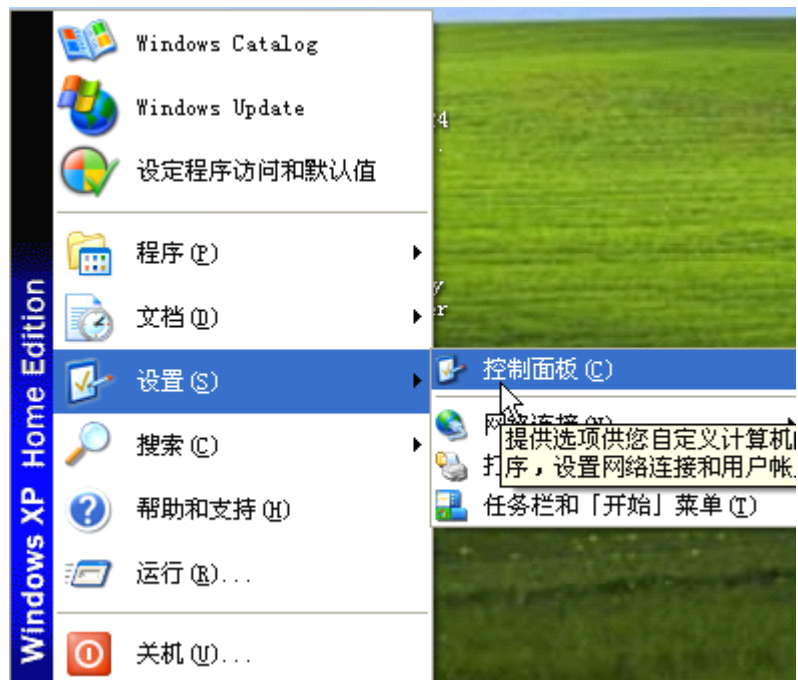 Windows XP Home Edition
Windows Catalog
Windows Update
设定程序访问和默认值
程序(P)
文档(D)
设置(S)
搜索(C)
帮助和支持(H)
运行(R)...
关机(U)...
控制面板(C)
提供选项供您自定义计算机
序，设置网络连接和用户帐
任务栏和「开始」菜单(T)